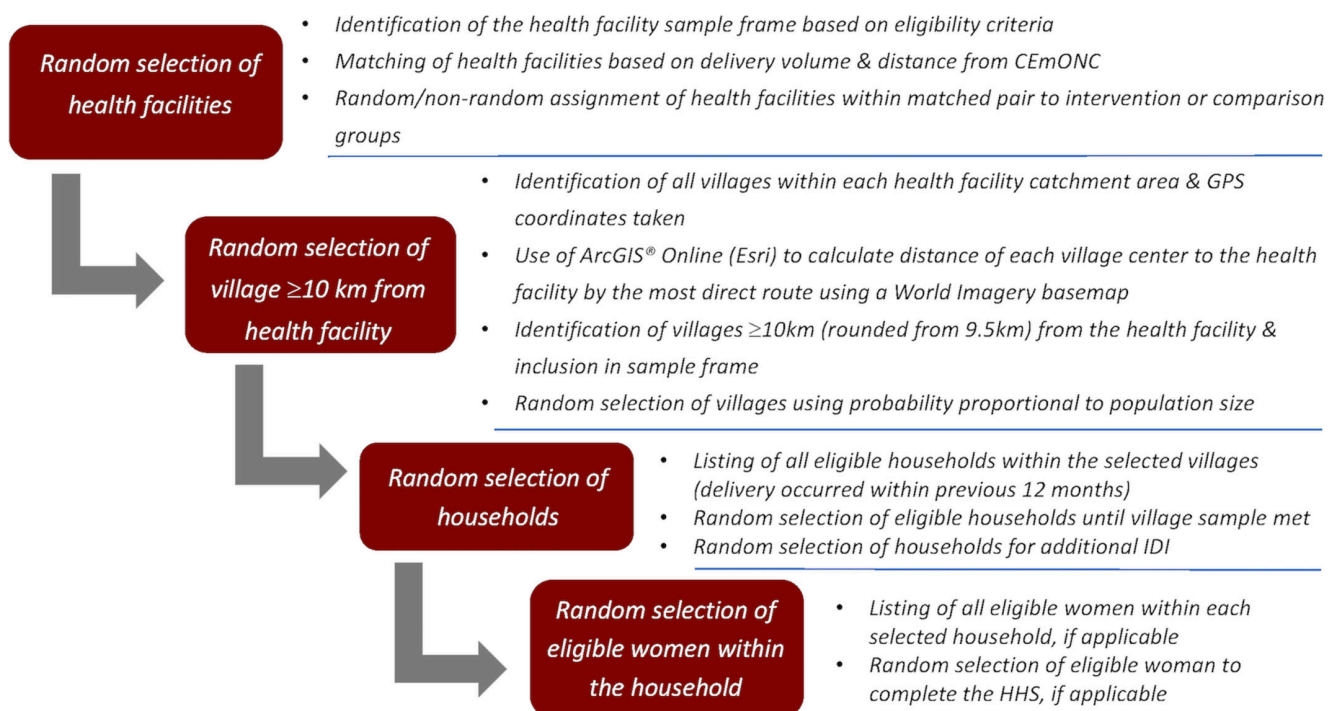 Random selection of
health facilities
• Identification of the health facility sample frame based on eligibility criteria
• Matching of health facilities based on delivery volume & distance from CEmONC
• Random/non-random assignment of health facilities within matched pair to intervention or comparison
groups
Random selection of
village ≥10 km from
health facility
• Identification of all villages within each health facility catchment area & GPS
coordinates taken
• Use of ArcGIS® Online (Esri) to calculate distance of each village center to the health
facility by the most direct route using a World Imagery basemap
• Identification of villages ≥10km (rounded from 9.5km) from the health facility &
inclusion in sample frame
• Random selection of villages using probability proportional to population size
Random selection of
households
• Listing of all eligible households within the selected villages
(delivery occurred within previous 12 months)
• Random selection of eligible households until village sample met
• Random selection of households for additional IDI
Random selection of
eligible women within
the household
• Listing of all eligible women within each
selected household, if applicable
• Random selection of eligible woman to
complete the HHS, if applicable